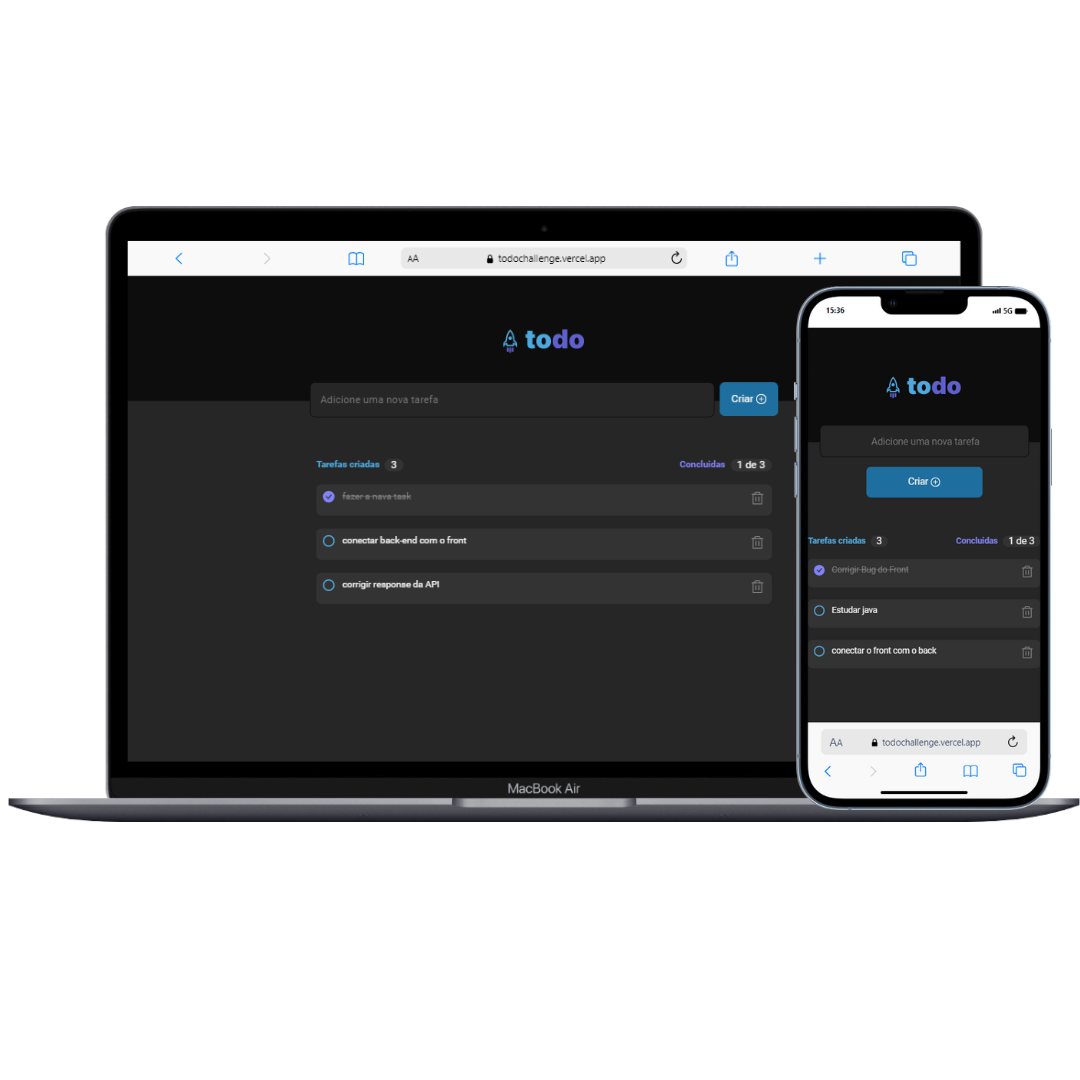 AA todochallenge.vercel.app
todo
Adicione uma nova tarefa Criar
Tarefas criadas 3 Concluidas 1 de 3
fazer a nava task
conectar back-end com o front
corrigir response da API
MacBook Air
15:36 5G
todo
Adicione uma nova tarefa
Criar
Tarefas criadas 3 Concluidas 1 de 3
Corrigir Bug do Front
Estudar java
conectar o front com o back
AA todochallenge.vercel.app